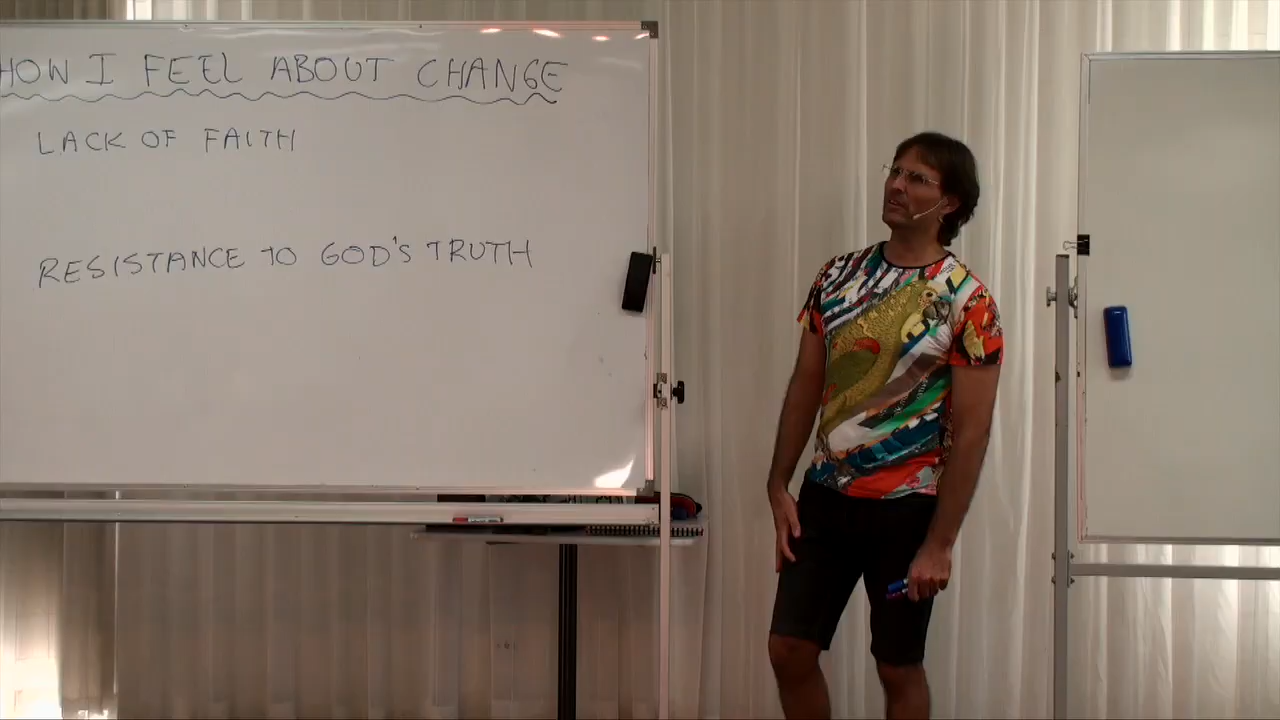 HOW I FEEL ABOUT CHANGE
LACK OF FAITH
RESISTANCE TO GOD'S TRUTH